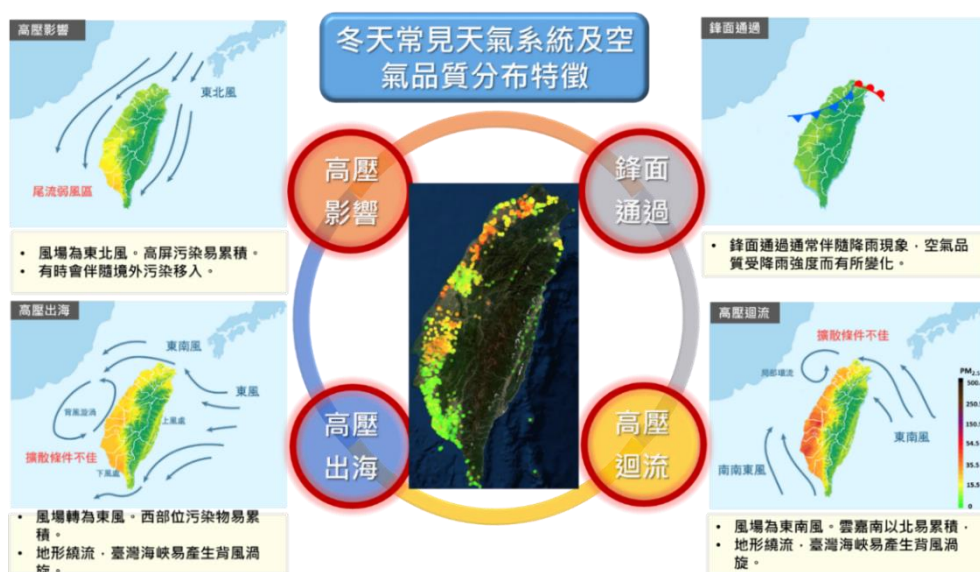 冬天常見天氣系統及空
氣品質分布特徵
高壓影響
東北風
尾流弱風區
• 風場為東北風。高屏污染易累積。
• 有時會伴隨境外污染移入。
鋒面通過
• 鋒面通過通常伴隨降雨現象，空氣品
質受降雨強度而有所變化。
高壓
影響
鋒面
通過
高壓
出海
高壓
迴流
高壓出海
東南風
東風
背風渦渦
上風處
擴散條件不佳
下風處
• 風場轉為東風。西部位污染物易累
積。
• 地形繞流，臺灣海峽易產生背風渦
旋。
高壓迴流
擴散條件不佳
局部環流
東南風
南南東風
PM2.5
500.
250.
150.
54.5
35.5
15.5
0
• 風場為東南風。雲嘉南以北易累積，
• 地形繞流，臺灣海峽易產生背風渦
旋。